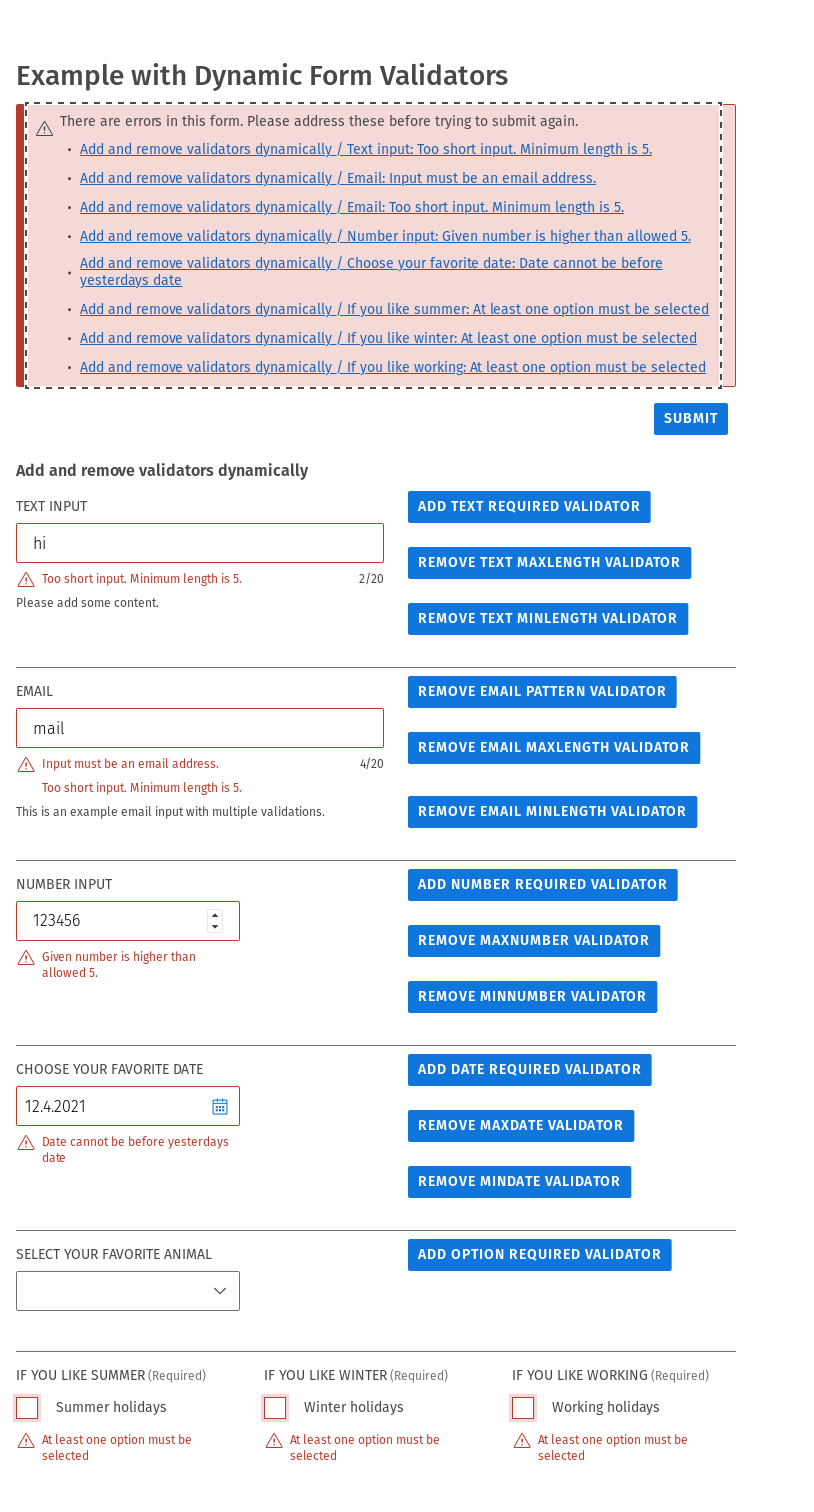 Example with Dynamic Form Validators
There are errors in this form. Please address these before trying to submit again.
Add and remove validators dynamically / Text input: Too short input. Minimum length is 5.
Add and remove validators dynamically / Email: Input must be an email address.
Add and remove validators dynamically / Email: Too short input. Minimum length is 5.
Add and remove validators dynamically / Number input: Given number is higher than allowed 5.
Add and remove validators dynamically / Choose your favorite date: Date cannot be before
yesterdays date
Add and remove validators dynamically / If you like summer: At least one option must be selected
Add and remove validators dynamically / If you like winter: At least one option must be selected
Add and remove validators dynamically / If you like working: At least one option must be selected
SUBMIT
Add and remove validators dynamically
TEXT INPUT
hi
Too short input. Minimum length is 5. 2/20
Please add some content.
ADD TEXT REQUIRED VALIDATOR
REMOVE TEXT MAXLENGTH VALIDATOR
REMOVE TEXT MINLENGTH VALIDATOR
EMAIL
mail
Input must be an email address. 4/20
Too short input. Minimum length is 5.
This is an example email input with multiple validations.
REMOVE EMAIL PATTERN VALIDATOR
REMOVE EMAIL MAXLENGTH VALIDATOR
REMOVE EMAIL MINLENGTH VALIDATOR
NUMBER INPUT
123456
Given number is higher than
allowed 5.
ADD NUMBER REQUIRED VALIDATOR
REMOVE MAXNUMBER VALIDATOR
REMOVE MINNUMBER VALIDATOR
CHOOSE YOUR FAVORITE DATE
12.4.2021
Date cannot be before yesterdays
date
ADD DATE REQUIRED VALIDATOR
REMOVE MAXDATE VALIDATOR
REMOVE MINDATE VALIDATOR
SELECT YOUR FAVORITE ANIMAL
ADD OPTION REQUIRED VALIDATOR
IF YOU LIKE SUMMER (Required)
Summer holidays
At least one option must be
selected
IF YOU LIKE WINTER (Required)
Winter holidays
At least one option must be
selected
IF YOU LIKE WORKING (Required)
Working holidays
At least one option must be
selected